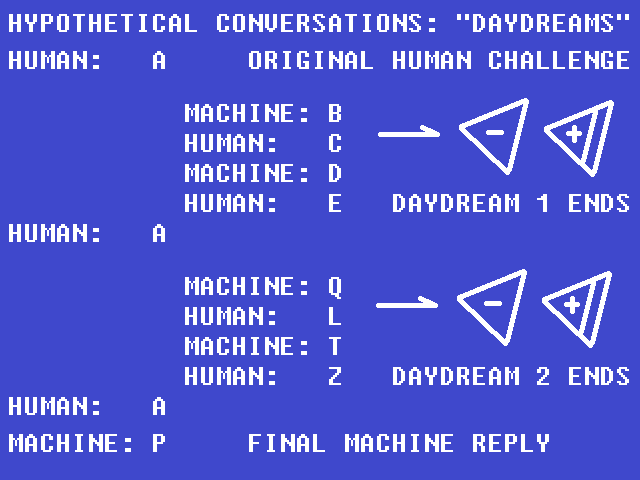 HYPOTHETICAL CONVERSATIONS: "DAYDREAMS"
HUMAN: A ORIGINAL HUMAN CHALLENGE
MACHINE: B
HUMAN: C
MACHINE: D
HUMAN: E DAYDREAM 1 ENDS
HUMAN: A
MACHINE: Q
HUMAN: L
MACHINE: T
HUMAN: Z DAYDREAM 2 ENDS
HUMAN: A
MACHINE: P FINAL MACHINE REPLY